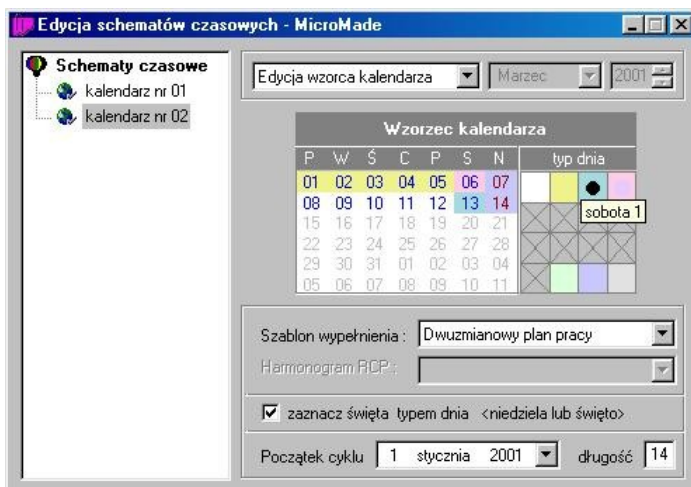 Edycja schematów czasowych - MicroMade
Schematy czasowe
kalendarz nr 01
kalendarz nr 02
Edycja wzorca kalendarza Marzec 2001
Wzorzec kalendarza
P W Ś C P S N typ dnia
01 02 03 04 05 06 07
08 09 10 11 12 13 14 sobota 1
15 16 17 18 19 20 21
22 23 24 25 26 27 28
29 30 31 01 02 03 04
05 06 07 08 09 10 11
Szablon wypełnienia : Dwuzmianowy plan pracy
Harmonogram RCP :
zaznacz święta typem dnia <niedziela lub święto>
Początek cyklu 1 stycznia 2001 długość 14